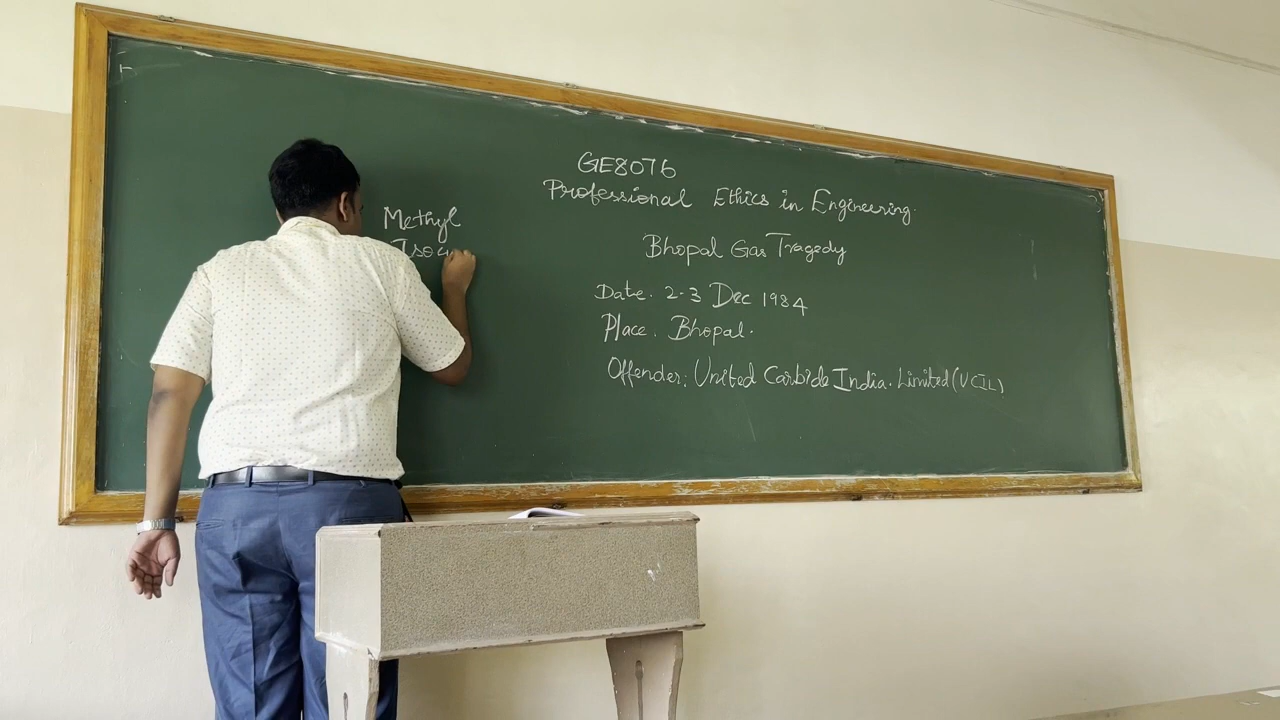 GE8076
Professional Ethics in Engineering.
Bhopal Gas Tragedy
Date. 2-3 Dec 1984
Place. Bhopal.
Offender; United Carbide India. Limited (UCIL)
Methyl
Isoc